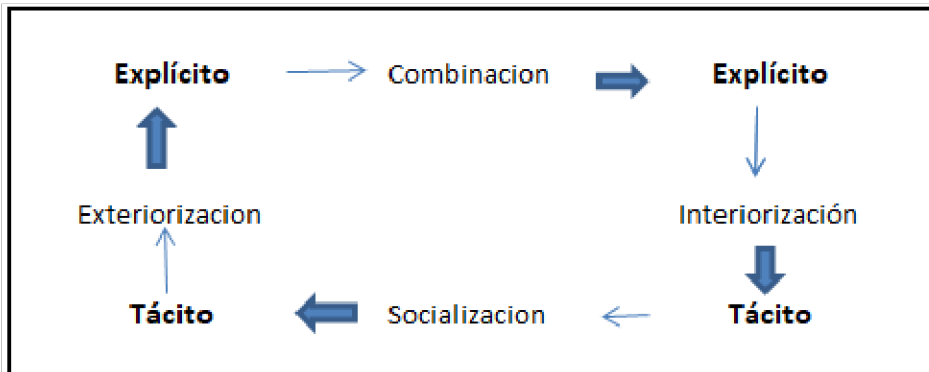 Explícito Combinacion Explícito
Exteriorizacion Interiorización
Tácito Socializacion Tácito